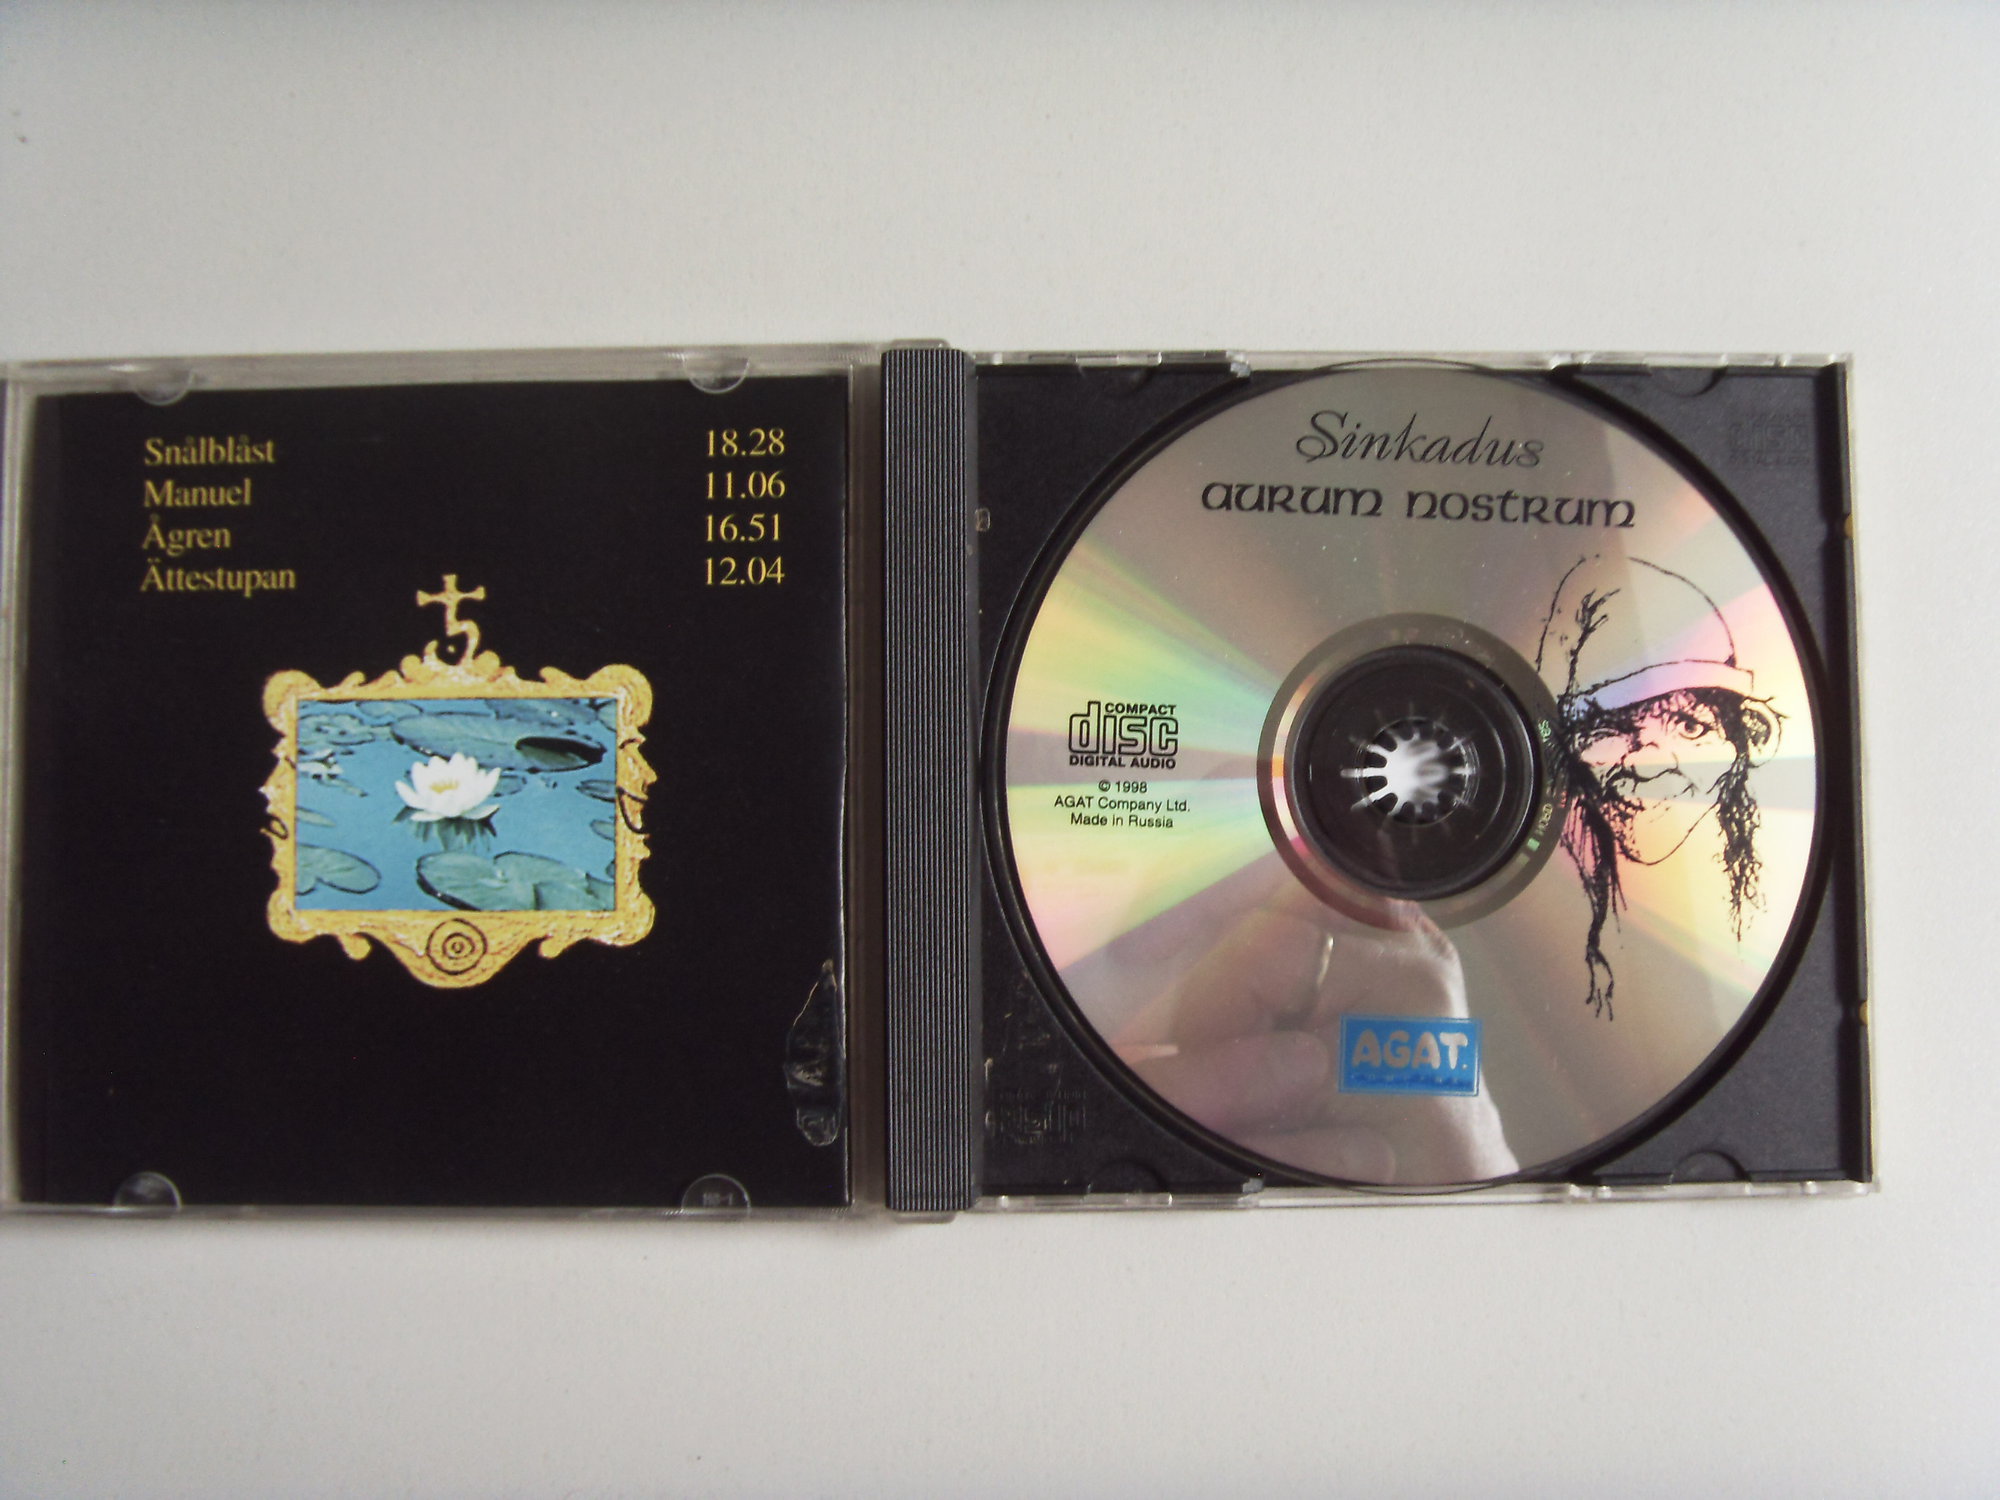 Snålblåst 18.28
Manuel 11.06
Ågren 16.51
Ättestupan 12.04
Sinkadus
aurum nostrum
COMPACT
disc
DIGITAL AUDIO
© 1998
AGAT Company Ltd.
Made in Russia
AGAT.